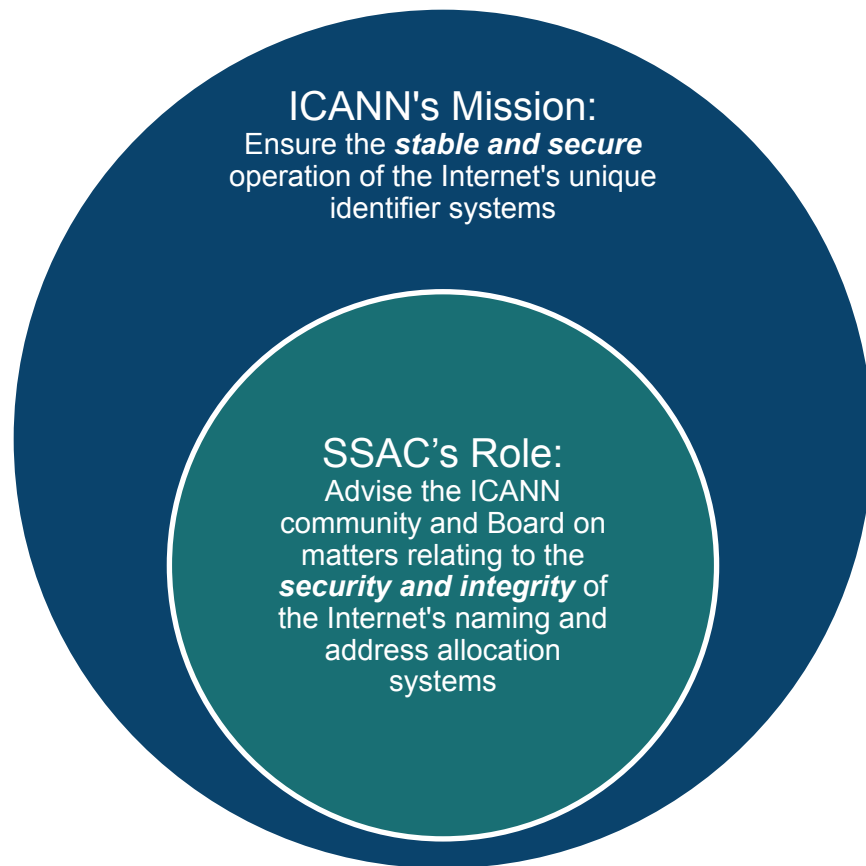 ICANN's Mission:
Ensure the stable and secure
operation of the Internet's unique
identifier systems
SSAC’s Role:
Advise the ICANN
community and Board on
matters relating to the
security and integrity of
the Internet's naming and
address allocation
systems